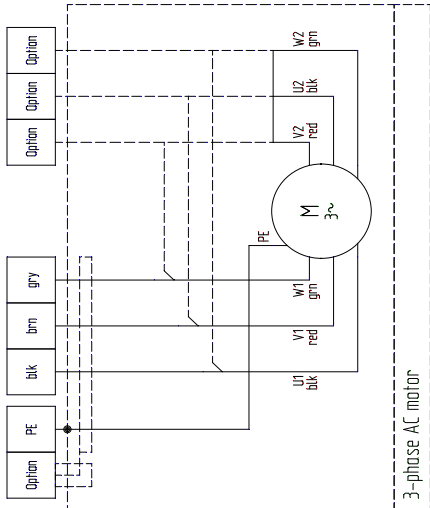 Option
Option
Option
gry
brn
blk
PE
Option
W2
grn
U2
blk
V2
red
PE
M
3~
W1
grn
V1
red
U1
blk
3-phase AC motor